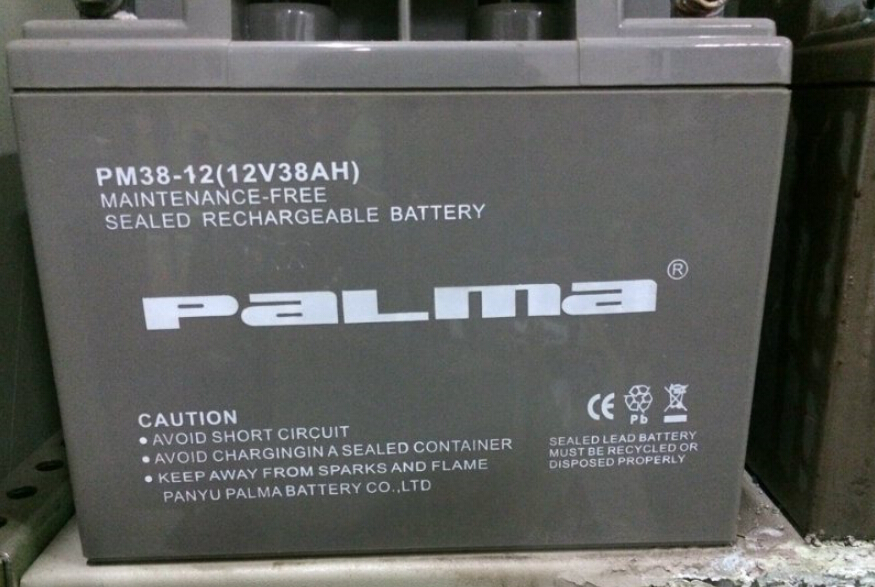 PM38-12(12V38AH)
MAINTENANCE-FREE
SEALED RECHARGEABLE BATTERY
PALMA®
CAUTION
• AVOID SHORT CIRCUIT
• AVOID CHARGINGIN A SEALED CONTAINER
• KEEP AWAY FROM SPARKS AND FLAME
PANYU PALMA BATTERY CO.,LTD
CE
Pb
SEALED LEAD BATTERY
MUST BE RECYCLED OR
DISPOSED PROPERLY